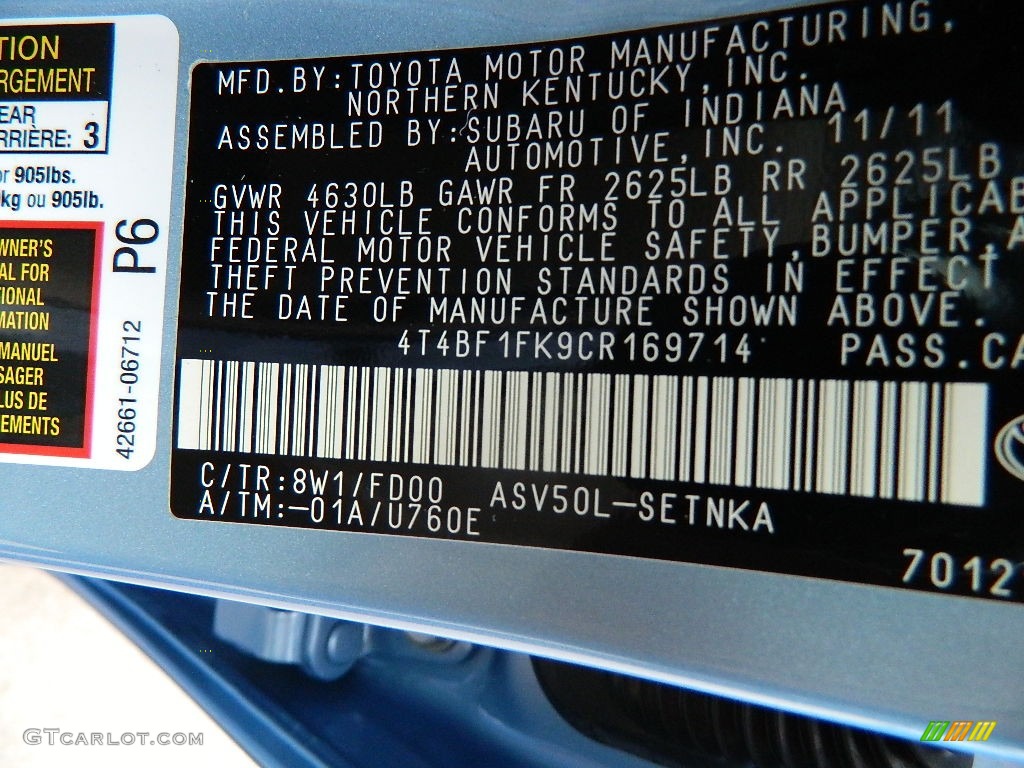 TION
RGEMENT
EAR
RRIÈRE: 3
or 905lbs.
kg ou 905lb.
WNER'S
AL FOR
TIONAL
MATION
MANUEL
SAGER
LUS DE
EMENTS
P6
42661-06712
MFD.BY:TOYOTA MOTOR MANUFACTURING,
NORTHERN KENTUCKY,INC.
ASSEMBLED BY:SUBARU OF INDIANA
AUTOMOTIVE,INC. 11/11
GVWR 4630LB GAWR FR 2625LB RR 2625LB
THIS VEHICLE CONFORMS TO ALL APPLICAB
FEDERAL MOTOR VEHICLE SAFETY,BUMPER,A
THEFT PREVENTION STANDARDS IN EFFECT
THE DATE OF MANUFACTURE SHOWN ABOVE.
4T4BF1FK9CR169714 PASS.CA
C/TR:8W1/FD00 ASV50L-SETNKA
A/TM:-01A/U760E
7012
GTcarlot.com